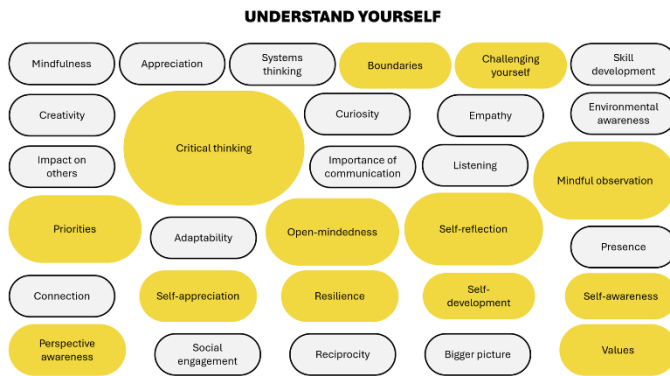 UNDERSTAND YOURSELF
Mindfulness
Appreciation
Systems
thinking
Boundaries
Challenging
yourself
Skill
development
Creativity
Critical thinking
Curiosity
Empathy
Environmental
awareness
Impact on
others
Importance of
communication
Listening
Mindful observation
Priorities
Adaptability
Open-mindedness
Self-reflection
Presence
Connection
Self-appreciation
Resilience
Self-
development
Self-awareness
Perspective
awareness
Social
engagement
Reciprocity
Bigger picture
Values